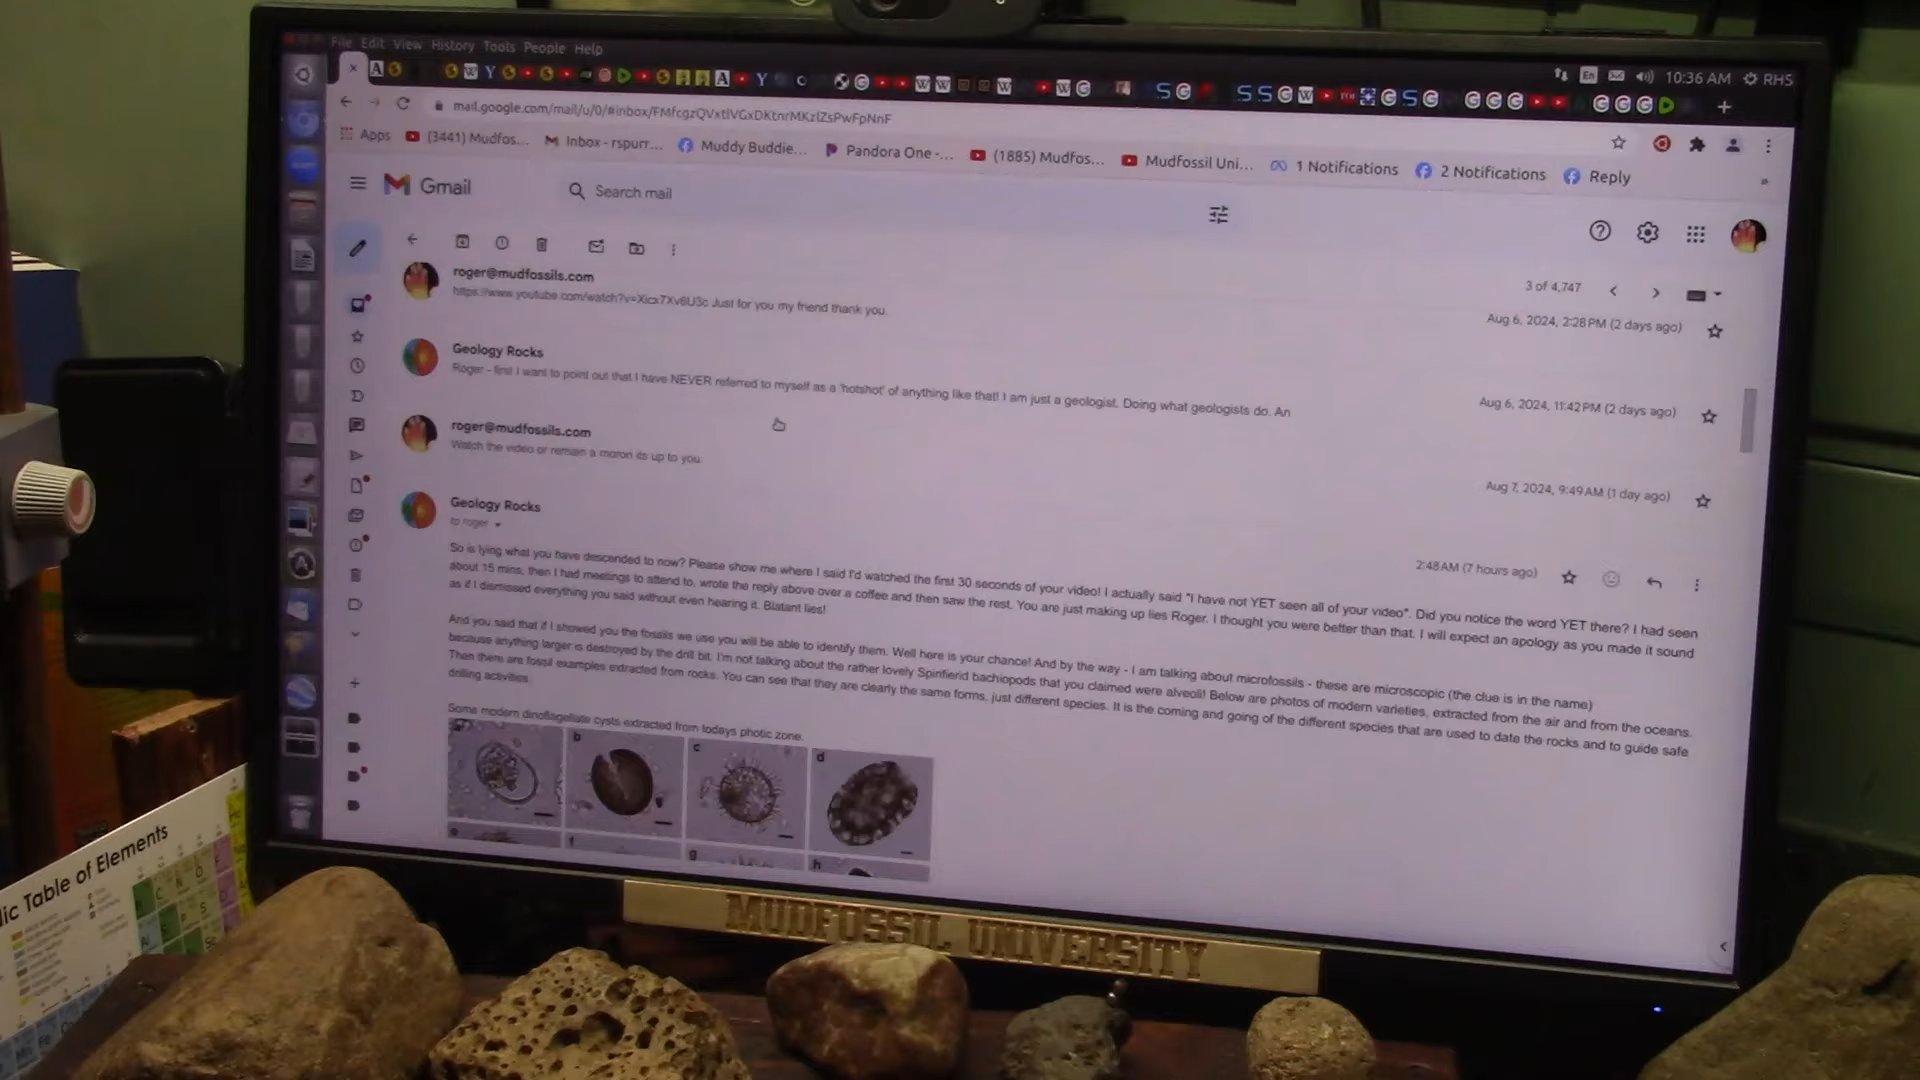 File Edit View History Tools People Help
10:36 AM RHS
mail.google.com/mail/u/0/#inbox/FMfcgzQVxtlVGxDKtnrMKzlZsPwFpNnF
Apps (3441) Mudfos... Inbox - rspurr... Muddy Buddie... Pandora One -... (1885) Mudfos... Mudfossil Uni... 1 Notifications 2 Notifications Reply
Gmail Search mail
3 of 4,747
roger@mudfossils.com
Aug 6, 2024, 2:28 PM (2 days ago)
https://www.youtube.com/watch?v=Xicx7Xv6U3c Just for you my friend thank you.
Geology Rocks
Aug 6, 2024, 11:42 PM (2 days ago)
Roger - first I want to point out that I have NEVER referred to myself as a 'hotshot' of anything like that! I am just a geologist. Doing what geologists do. An
roger@mudfossils.com
Aug 7, 2024, 9:49 AM (1 day ago)
Watch the video or remain a moron its up to you.
Geology Rocks
2:48 AM (7 hours ago)
to roger
So is lying what you have descended to now? Please show me where I said I'd watched the first 30 seconds of your video! I actually said "I have not YET seen all of your video". Did you notice the word YET there? I had seen
about 15 mins, then I had meetings to attend to, wrote the reply above over a coffee and then saw the rest. You are just making up lies Roger. I thought you were better than that. I will expect an apology as you made it sound
as if I dismissed everything you said without even hearing it. Blatant lies!
And you said that if I showed you the fossils we use you will be able to identify them. Well here is your chance! And by the way - I am talking about microfossils - these are microscopic (the clue is in the name)
because anything larger is destroyed by the drill bit. I'm not talking about the rather lovely Spirifierid bachiopods that you claimed were alveoli! Below are photos of modern varieties, extracted from the air and from the oceans.
Then there are fossil examples extracted from rocks. You can see that they are clearly the same forms, just different species. It is the coming and going of the different species that are used to date the rocks and to guide safe
drilling activities.
Some modern dinoflagellate cysts extracted from todays photic zone.
b c d
e f g h
MUDFOSSIL UNIVERSITY
ic Table of Elements